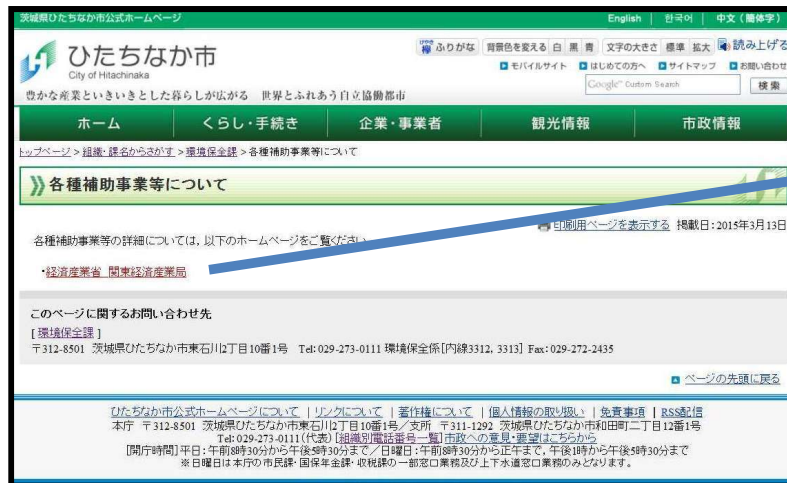 茨城県ひたちなか市公式ホームページ English 한국어 中文(簡体字)
ひたちなか市
City of Hitachinaka
ふりがな 背景色を変える 白 黒 青 文字の大きさ 標準 拡大 読み上げる
モバイルサイト はじめての方へ サイトマップ お問い合わせ
豊かな産業といきいきとした暮らしが広がる 世界とふれあう自立協働都市
Google Custom Search 検索
ホーム くらし・手続き 企業・事業者 観光情報 市政情報
トップページ > 組織・課名からさがす > 環境保全課 > 各種補助事業等について
各種補助事業等について
印刷用ページを表示する 掲載日:2015年3月13日
各種補助事業等の詳細については, 以下のホームページをご覧ください
・経済産業省 関東経済産業局
このページに関するお問い合わせ先
[ 環境保全課 ]
〒312-8501 茨城県ひたちなか市東石川2丁目10番1号 Tel:029-273-0111 環境保全係[内線3312, 3313] Fax:029-272-2435
ページの先頭に戻る
ひたちなか市公式ホームページについて | リンクについて | 著作権について | 個人情報の取り扱い | 免責事項 | RSS配信
本庁 〒312-8501 茨城県ひたちなか市東石川2丁目10番1号/支所 〒311-1292 茨城県ひたちなか市和田町二丁目12番1号
Tel:029-273-0111(代表) [組織別電話番号一覧] 市政への意見・要望はこちらから
[開庁時間] 平日:午前8時30分から午後5時30分まで/日曜日:午前8時30分から正午まで, 午後1時から午後5時30分まで
※日曜日は本庁の市民課・国保年金課・収税課の一部窓口業務及び上下水道窓口業務のみとなります。